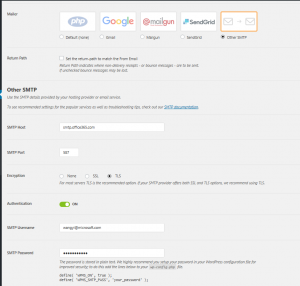 Mailer
php
Google
@mailgun
SendGrid
Default (none)
Gmail
Mailgun
SendGrid
Other SMTP
Return Path
Set the return path to match the From Email
Return Path indicates where non-delivery receipts - or bounce messages - are to be sent.
If unchecked bounce messages may be lost.
Other SMTP
Use the SMTP details provided by your hosting provider or email service.
To see recommended settings for the popular services as well as troubleshooting tips, check out our SMTP documentation.
SMTP Host
smtp.office365.com
SMTP Port
587
Encryption
None
SSL
TLS
For most servers TLS is the recommended option. If your SMTP provider offers both SSL and TLS options, we recommend using TLS.
Authentication
ON
SMTP Username
SMTP Password
The password is stored in plain text. We highly recommend you setup your password in your WordPress configuration file for
improved security; to do this add the lines below to your wp-config.php file.
define( 'WPMS_ON', true );
define( 'WPMS_SMTP_PASS', 'your_password' );